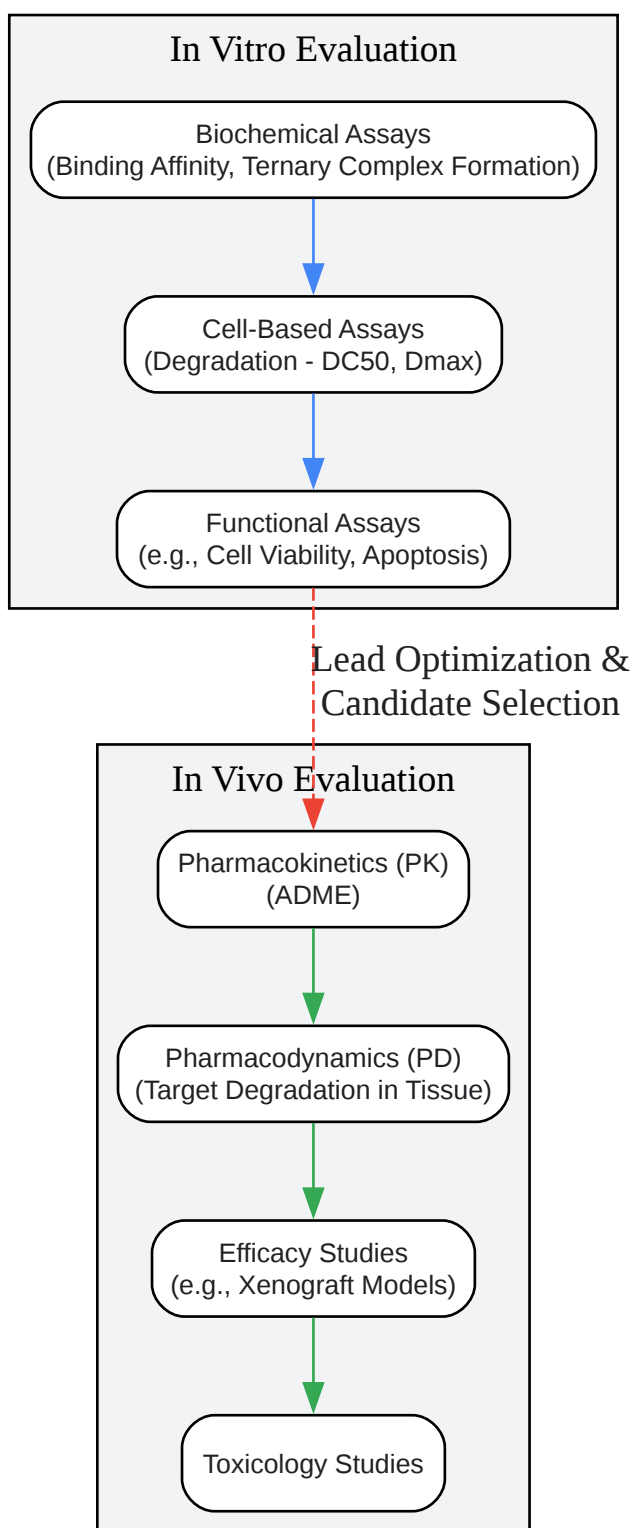 In Vitro Evaluation
Biochemical Assays
(Binding Affinity, Ternary Complex Formation)
Cell-Based Assays
(Degradation - DC50, Dmax)
Functional Assays
(e.g., Cell Viability, Apoptosis)
Lead Optimization &
Candidate Selection
In Vivo Evaluation
Pharmacokinetics (PK)
(ADME)
Pharmacodynamics (PD)
(Target Degradation in Tissue)
Efficacy Studies
(e.g., Xenograft Models)
Toxicology Studies